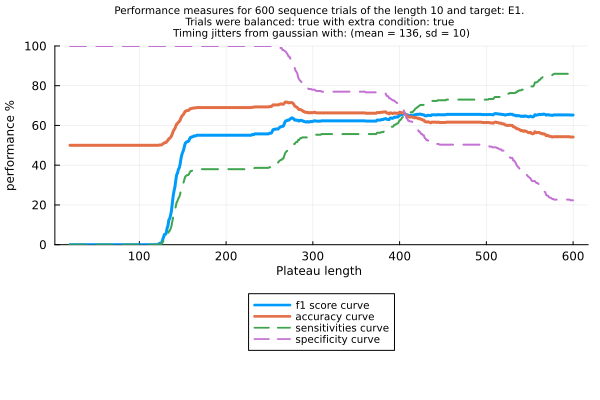 Performance measures for 600 sequence trials of the length 10 and target: E1.
Trials were balanced: true with extra condition: true
Timing jitters from gaussian with: (mean = 136, sd = 10)
100
80
60
40
20
0
performance %
100 200 300 400 500 600
Plateau length
f1 score curve
accuracy curve
sensitivities curve
specificity curve